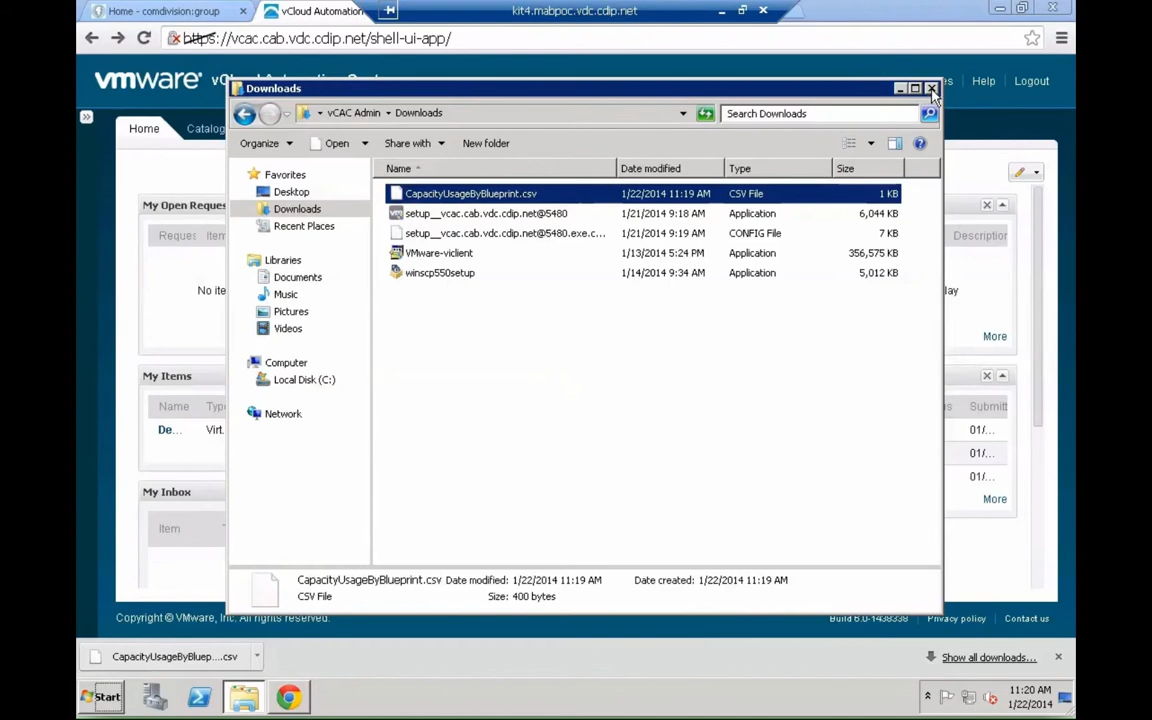 Home - comdivision:group
vCloud Automation
kit4.mabpoc.vdc.cdip.net
https://vcac.cab.vdc.cdip.net/shell-ui-app/
vmware
Help
Logout
Downloads
vCAC Admin
Downloads
Search Downloads
Organize
Open
Share with
New folder
Home
Catalog
Favorites
Desktop
Downloads
Recent Places
Libraries
Documents
Music
Pictures
Videos
Computer
Local Disk (C:)
Network
Name Date modified Type Size
CapacityUsageByBlueprint.csv 1/22/2014 11:19 AM CSV File 1 KB
setup__vcac.cab.vdc.cdip.net@5480 1/21/2014 9:18 AM Application 6,044 KB
setup__vcac.cab.vdc.cdip.net@5480.exe.c... 1/21/2014 9:19 AM CONFIG File 7 KB
VMware-viclient 1/13/2014 5:24 PM Application 356,575 KB
winscp550setup 1/14/2014 9:34 AM Application 5,012 KB
My Open Reque
Reques
Item
Description
No ite
lay
More
My Items
Name
Typ
Submitt
De...
Virt.
01/...
01/...
01/...
More
My Inbox
Item
CapacityUsageByBlueprint.csv Date modified: 1/22/2014 11:19 AM Date created: 1/22/2014 11:19 AM
CSV File Size: 400 bytes
Copyright © VMware, Inc. All rights reserved.
Build 6.0-1438338
Privacy policy
Contact us
CapacityUsageByBluep....csv
Show all downloads...
Start
11:20 AM
1/22/2014